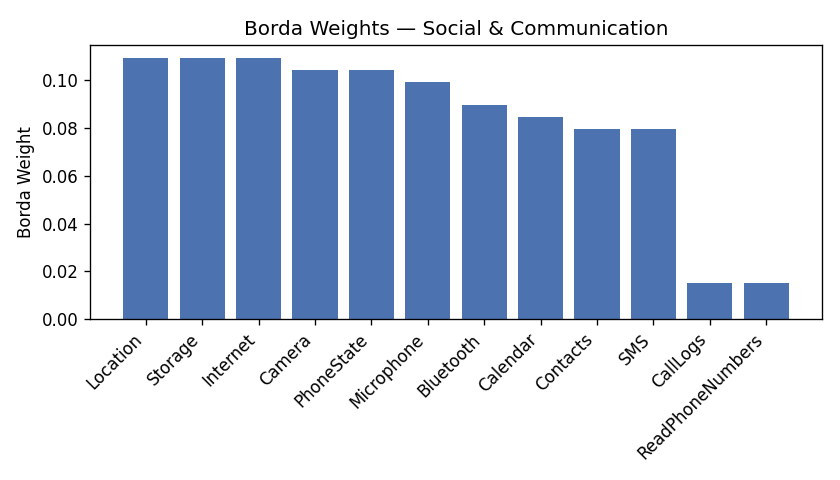 Borda Weights — Social & Communication
Borda Weight
0.10
0.08
0.06
0.04
0.02
0.00
Location
Storage
Internet
Camera
PhoneState
Microphone
Bluetooth
Calendar
Contacts
SMS
CallLogs
ReadPhoneNumbers